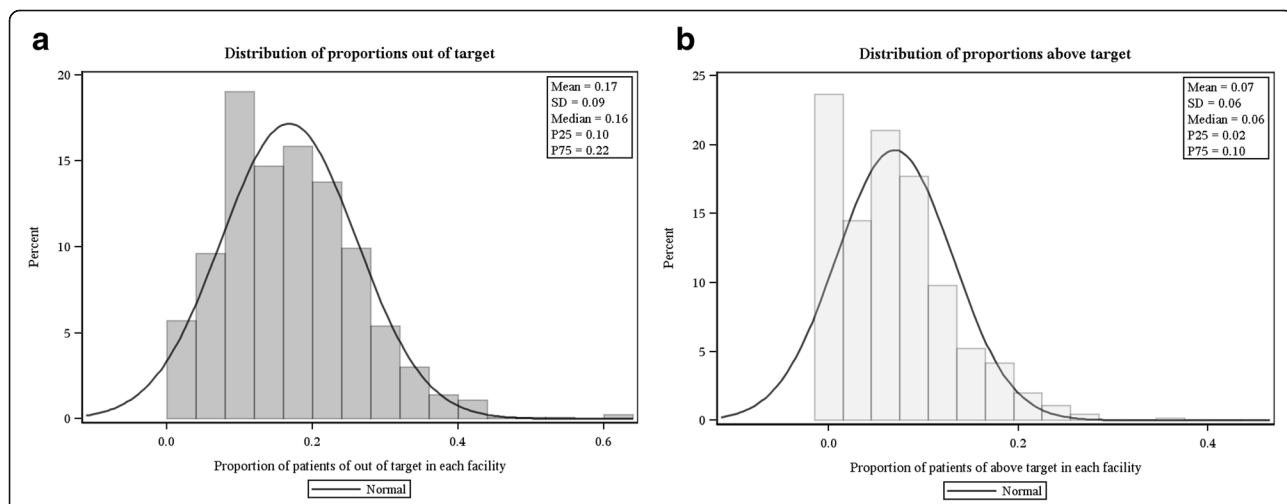 a
Distribution of proportions out of target
20
15
10
5
0
Percent
Mean = 0.17
SD = 0.09
Median = 0.16
P25 = 0.10
P75 = 0.22
0.0
0.2
0.4
0.6
Proportion of patients of out of target in each facility
Normal
b
Distribution of proportions above target
25
20
15
10
5
0
Percent
Mean = 0.07
SD = 0.06
Median = 0.06
P25 = 0.02
P75 = 0.10
0.0
0.2
0.4
Proportion of patients of above target in each facility
Normal